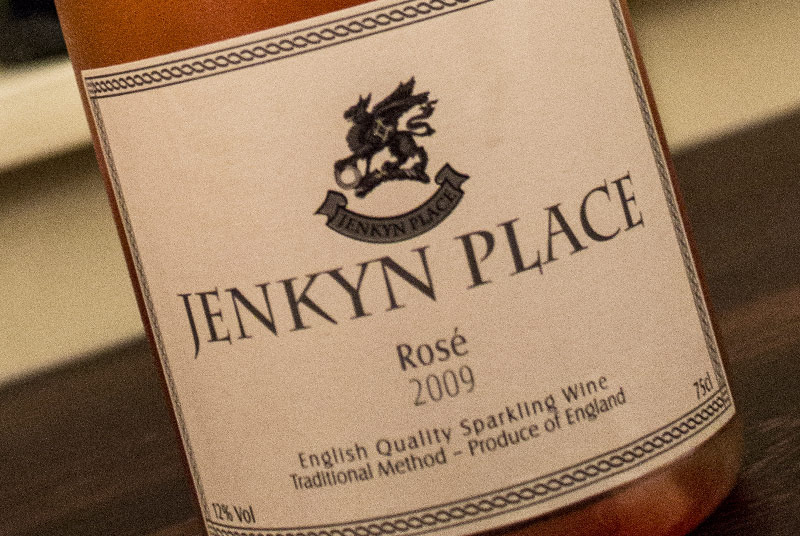 JENKYN PLACE
JENKYN PLACE
Rosé
2009
English Quality Sparkling Wine
Traditional Method - Produce of England
12% Vol
75cl